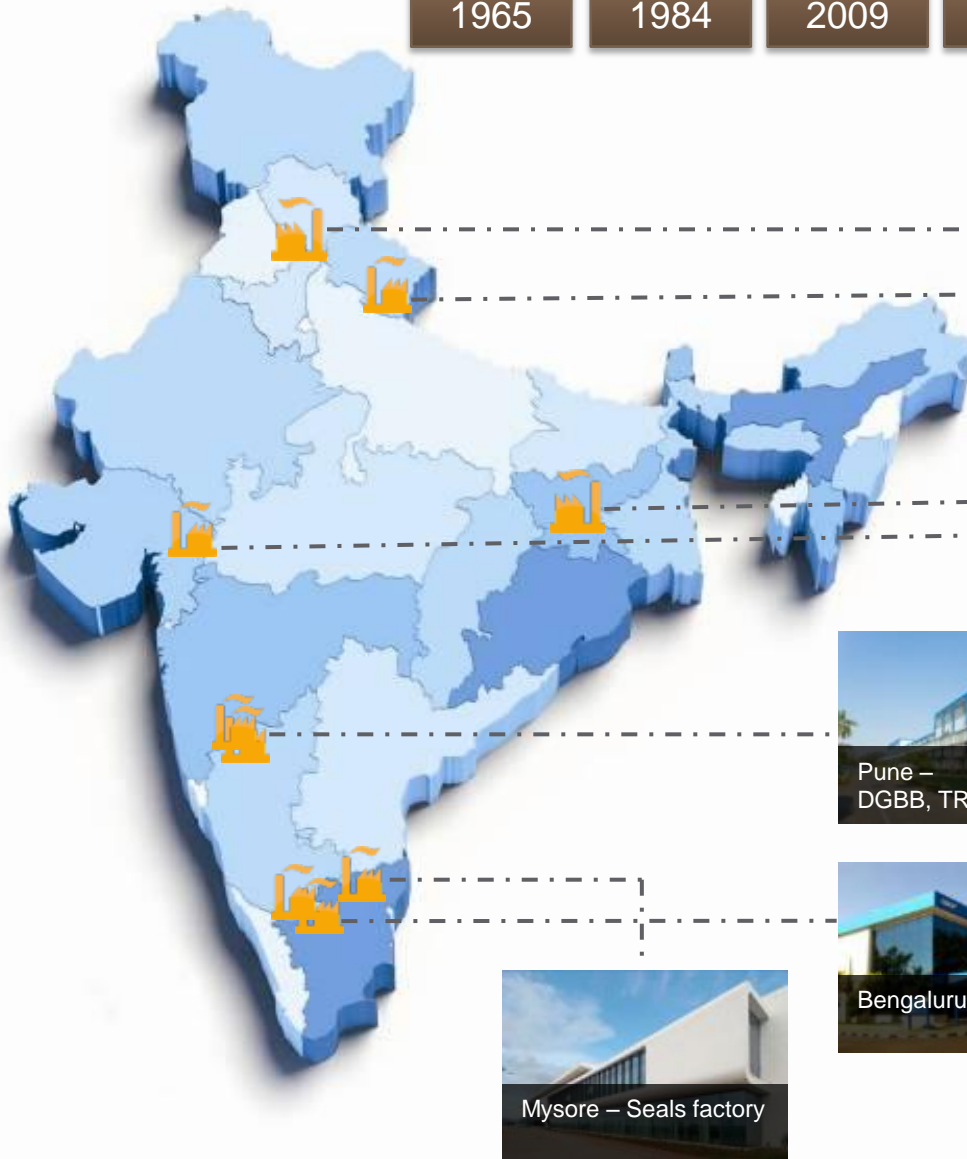 1965
1984
2009
Pune –
DGBB, TR
Bengaluru
Mysore – Seals factory